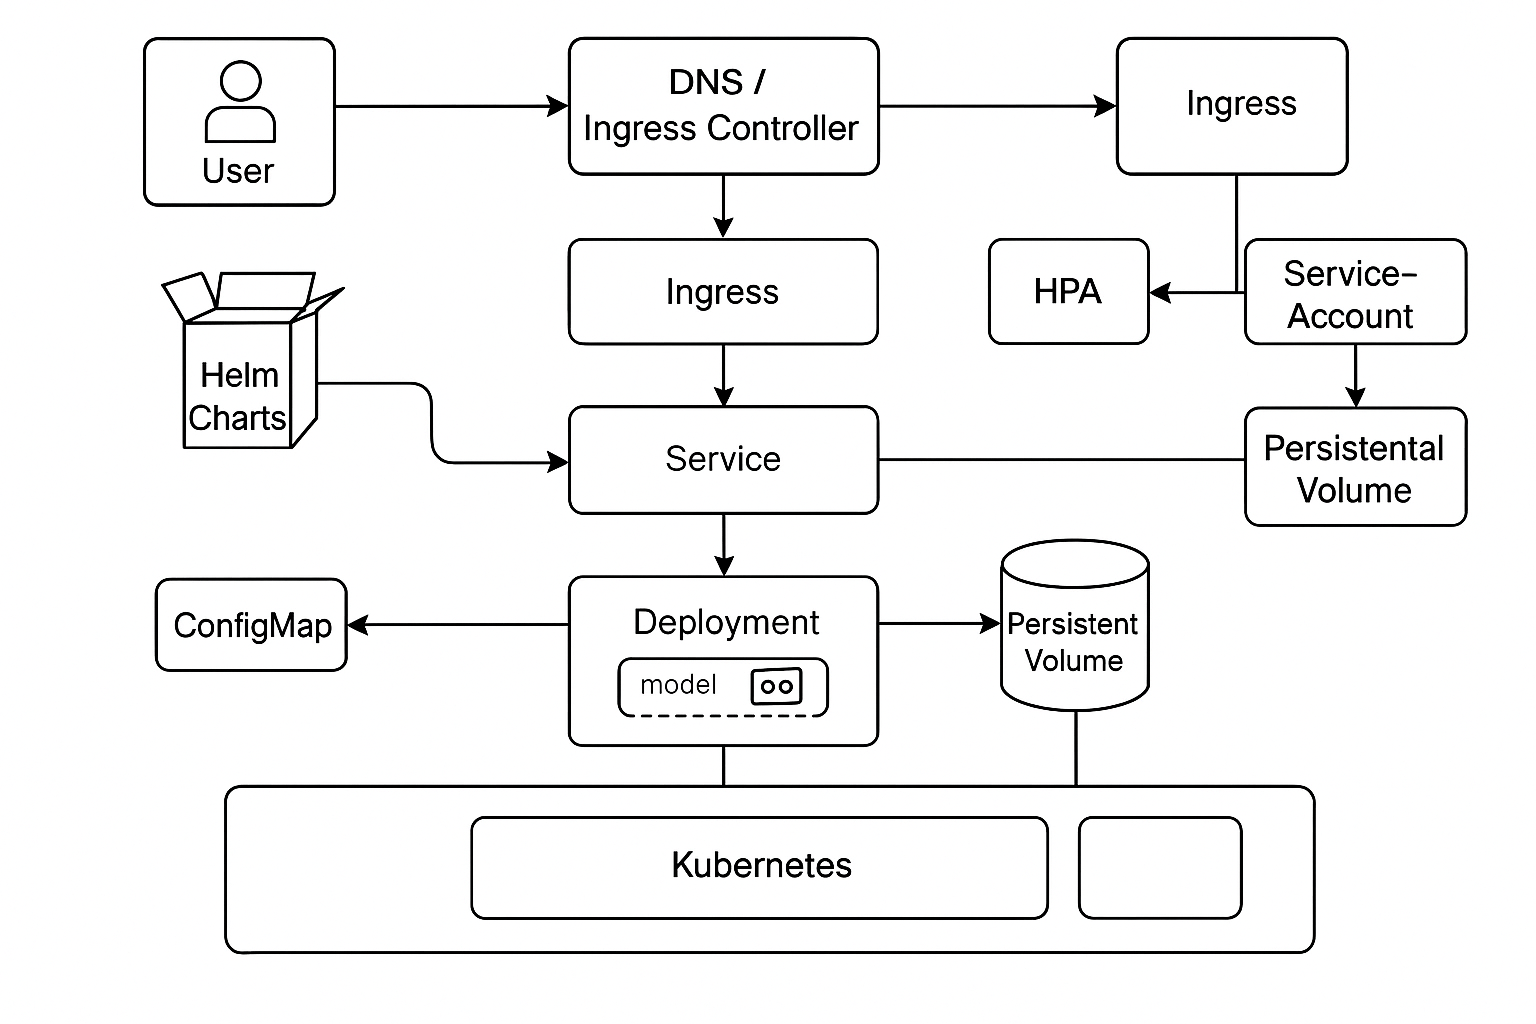 User
DNS /
Ingress Controller
Ingress
Ingress
HPA
Service–
Account
Helm
Charts
Service
Persistental
Volume
ConfigMap
Deployment
model
Persistent
Volume
Kubernetes